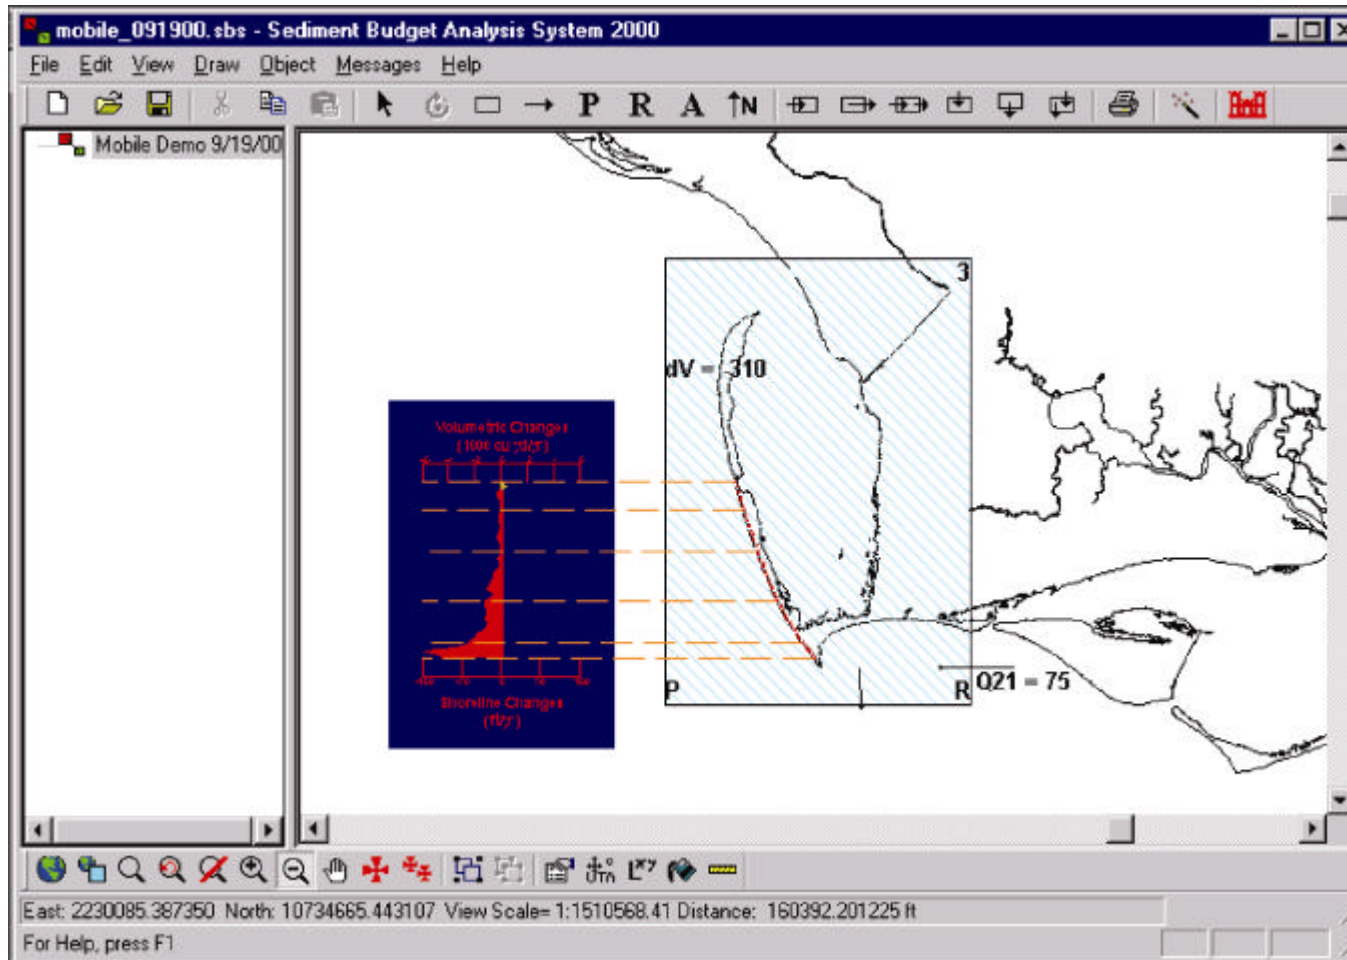 mobile_091900.sbs - Sediment Budget Analysis System 2000
File Edit View Draw Object Messages Help
P R A N
Mobile Demo 9/19/00
3
dV = 310
Volumetric Changes
Shoreline Changes
(ft/yr)
P R Q21 = 75
East: 2230085.387350 North: 10734665.443107 View Scale= 1:1510568.41 Distance: 160392.201225 ft
For Help, press F1